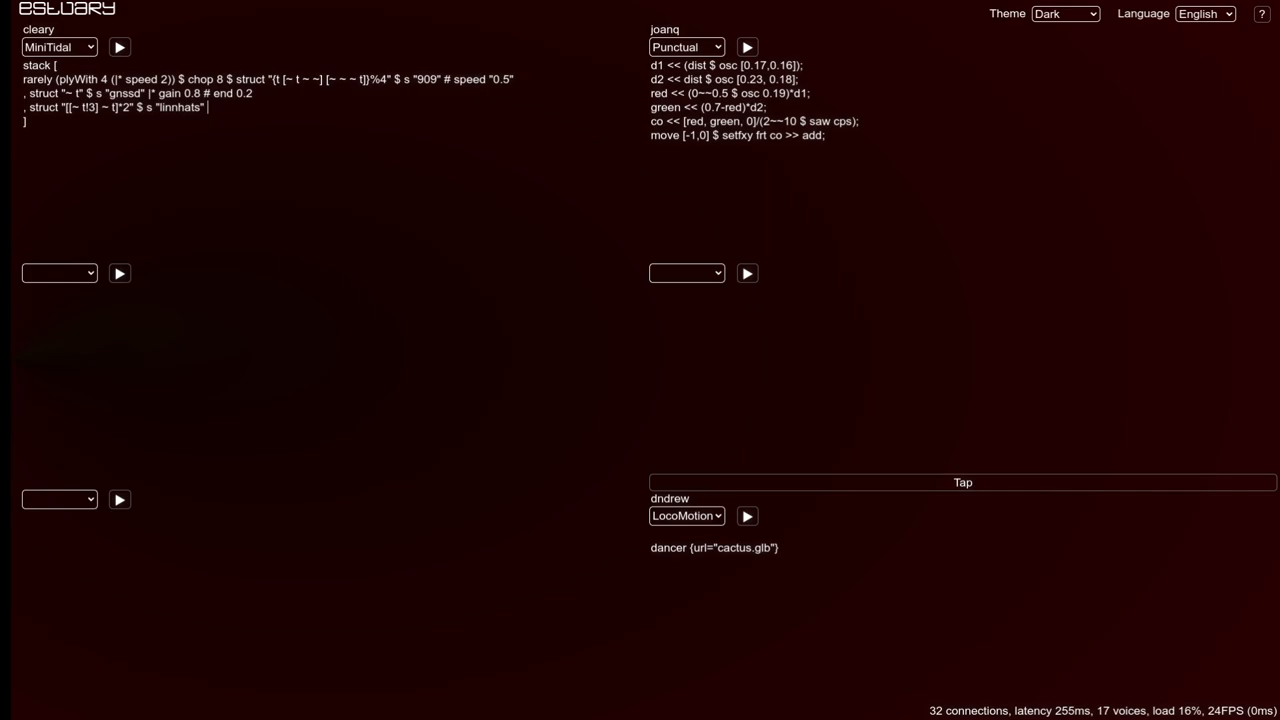 ESTUARY
Theme Dark Language English ?
cleary
MiniTidal
stack [
rarely (plyWith 4 (|* speed 2)) $ chop 8 $ struct "{t [~ t ~ ~] [~ ~ ~ t]}%4" $ s "909" # speed "0.5"
, struct "~ t" $ s "gnssd" |* gain 0.8 # end 0.2
, struct "[[~ t!3] ~ t]*2" $ s "linnhats"
]
joanq
Punctual
d1 << (dist $ osc [0.17,0.16]);
d2 << dist $ osc [0.23, 0.18];
red << (0~~0.5 $ osc 0.19)*d1;
green << (0.7-red)*d2;
co << [red, green, 0]/(2~~10 $ saw cps);
move [-1,0] $ setfxy frt co >> add;
Tap
dndrew
LocoMotion
dancer {url="cactus.glb"}
32 connections, latency 255ms, 17 voices, load 16%, 24FPS (0ms)